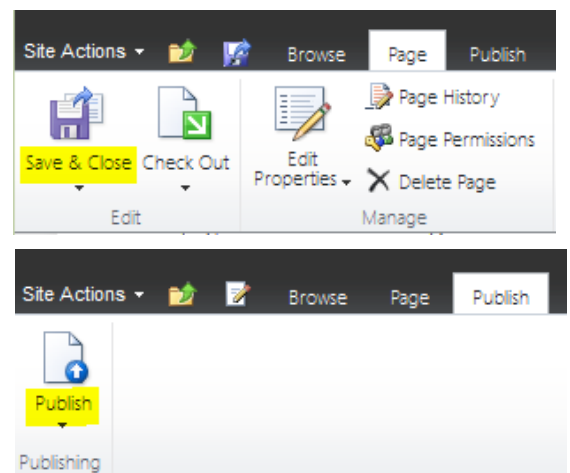 Site Actions Browse Page Publish
Save & Close Check Out Edit Properties Page History
Page Permissions
Delete Page
Edit Manage
Site Actions Browse Page Publish
Publish
Publishing